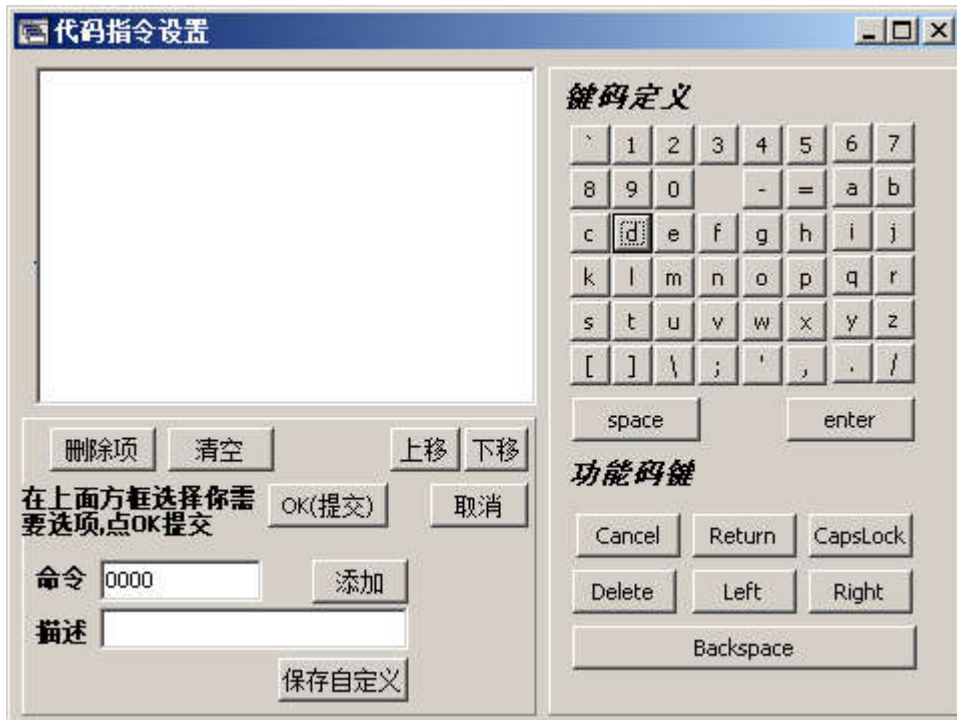 代码指令设置
键码定义
` 1 2 3 4 5 6 7
8 9 0 - = a b
c d e f g h i j
k l m n o p q r
s t u v w x y z
[ ] \ ; ' , . /
space enter
功能码键
Cancel Return CapsLock
Delete Left Right
Backspace
删除项 清空 上移 下移
在上面方框选择你需
要选项,点OK提交
OK(提交) 取消
命令 0000 添加
描述
保存自定义